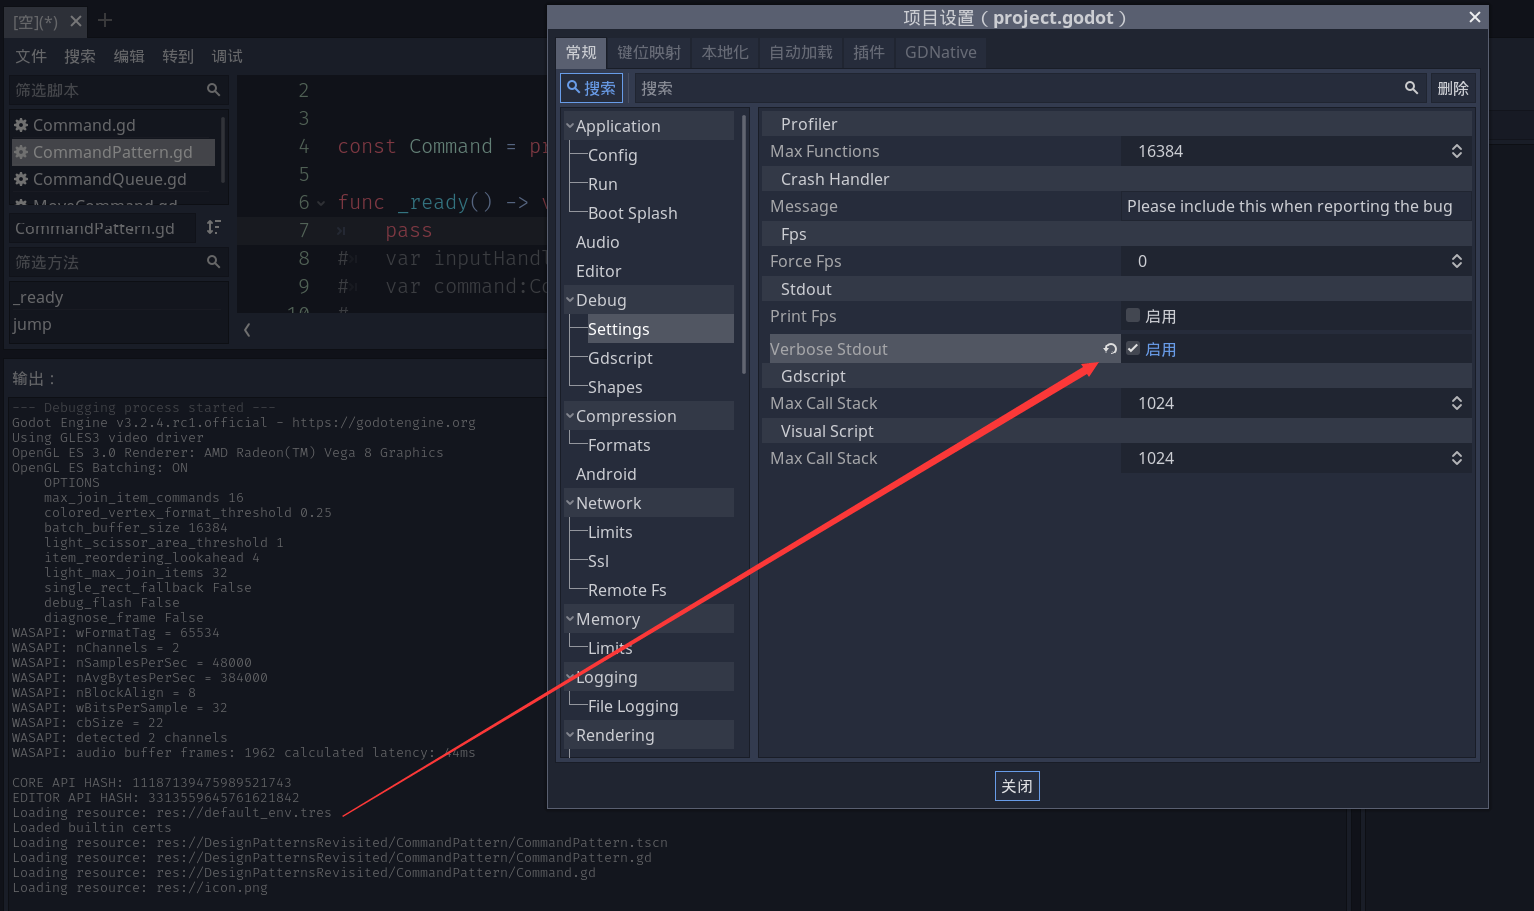 [空](*)
文件 搜索 编辑 转到 调试
筛选脚本
Command.gd
CommandPattern.gd
CommandQueue.gd
MoveCommand.gd
CommandPattern.gd
筛选方法
_ready
jump
2
3
4 const Command = pr
5
6 func _ready() ->
7 pass
8 # var inputHandl
9 # var command:Co
10 #
输出：
--- Debugging process started ---
Godot Engine v3.2.4.rc1.official - https://godotengine.org
Using GLES3 video driver
OpenGL ES 3.0 Renderer: AMD Radeon(TM) Vega 8 Graphics
OpenGL ES Batching: ON
OPTIONS
max_join_item_commands 16
colored_vertex_format_threshold 0.25
batch_buffer_size 16384
light_scissor_area_threshold 1
item_reordering_lookahead 4
light_max_join_items 32
single_rect_fallback False
debug_flash False
diagnose_frame False
WASAPI: wFormatTag = 65534
WASAPI: nChannels = 2
WASAPI: nSamplesPerSec = 48000
WASAPI: nAvgBytesPerSec = 384000
WASAPI: nBlockAlign = 8
WASAPI: wBitsPerSample = 32
WASAPI: cbSize = 22
WASAPI: detected 2 channels
WASAPI: audio buffer frames: 1962 calculated latency: 44ms
CORE API HASH: 11187139475989521743
EDITOR API HASH: 3313559645761621842
Loading resource: res://default_env.tres
Loaded builtin certs
Loading resource: res://DesignPatternsRevisited/CommandPattern/CommandPattern.tscn
Loading resource: res://DesignPatternsRevisited/CommandPattern/CommandPattern.gd
Loading resource: res://DesignPatternsRevisited/CommandPattern/Command.gd
Loading resource: res://icon.png
项目设置（project.godot）
常规 键位映射 本地化 自动加载 插件 GDNative
搜索 搜索 删除
Application
Config
Run
Boot Splash
Audio
Editor
Debug
Settings
Gdscript
Shapes
Compression
Formats
Android
Network
Limits
Ssl
Remote Fs
Memory
Limits
Logging
File Logging
Rendering
Profiler
Max Functions 16384
Crash Handler
Message Please include this when reporting the bug
Fps
Force Fps 0
Stdout
Print Fps 启用
Verbose Stdout 启用
Gdscript
Max Call Stack 1024
Visual Script
Max Call Stack 1024
关闭